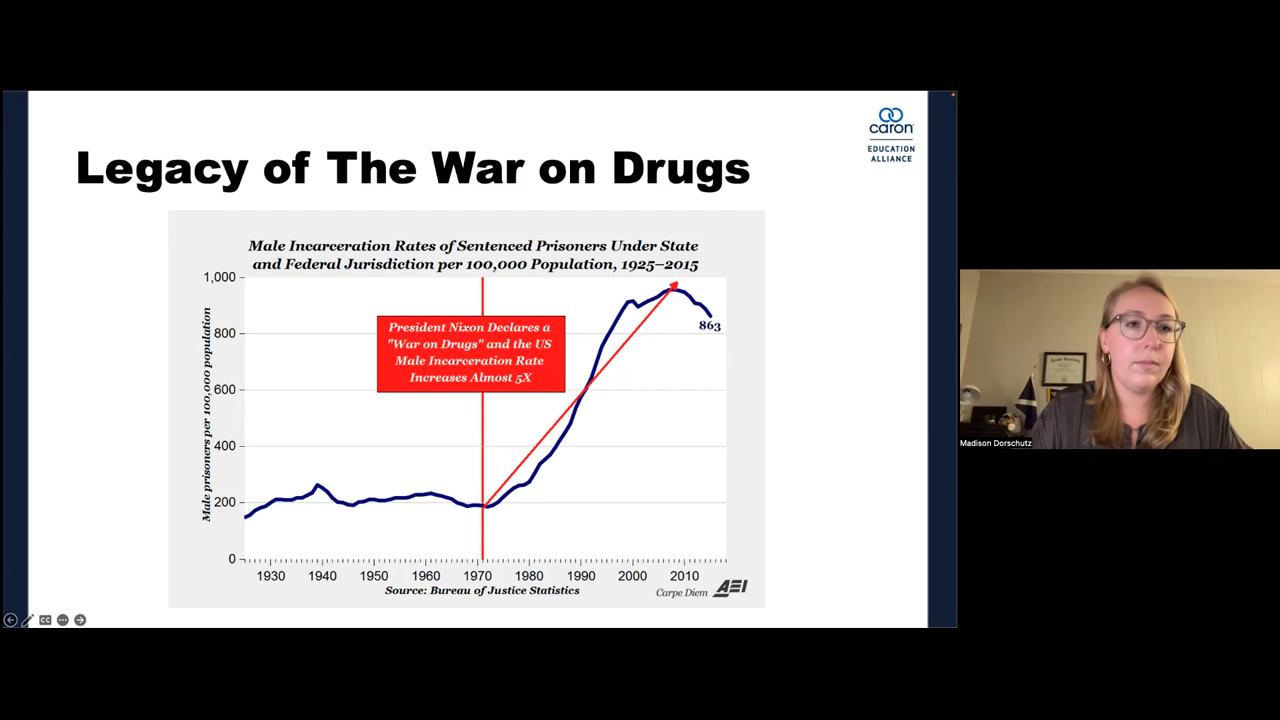 Legacy of The War on Drugs
caron
EDUCATION
ALLIANCE
Male Incarceration Rates of Sentenced Prisoners Under State
and Federal Jurisdiction per 100,000 Population, 1925–2015
Male prisoners per 100,000 population
1,000
800
600
400
200
0
President Nixon Declares a
"War on Drugs" and the US
Male Incarceration Rate
Increases Almost 5X
863
1930 1940 1950 1960 1970 1980 1990 2000 2010
Source: Bureau of Justice Statistics
Carpe Diem AEI
CC
Madison Dorschutz